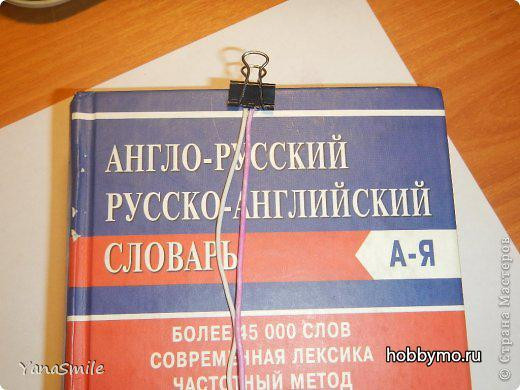 АНГЛО-РУССКИЙ
РУССКО-АНГЛИЙСКИЙ
СЛОВАРЬ
А-Я
БОЛЕЕ 45 000 СЛОВ
СОВРЕМЕННАЯ ЛЕКСИКА
ЧАСТОТНЫЙ МЕТОД
YanaSmile
hobbymo.ru
© Страна Мастеров